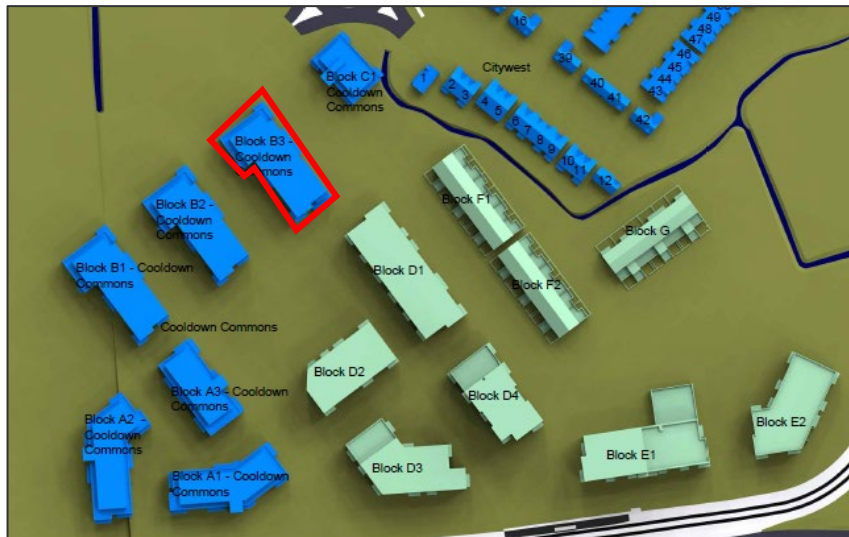 16
49
48
47
46
45
44
43
39
40
41
42
Citywest
1
2
3
4
5
6
7
8
9
10
11
12
Block C1 -
Cooldown
Commons
Block B3 -
Cooldown
Commons
Block B2 -
Cooldown
Commons
Block B1 - Cooldown
Commons
Cooldown Commons
Block A3 - Cooldown
Commons
Block A2 -
Cooldown
Commons
Block A1 - Cooldown
Commons
Block F1
Block G
Block D1
Block F2
Block D2
Block D4
Block D3
Block E1
Block E2